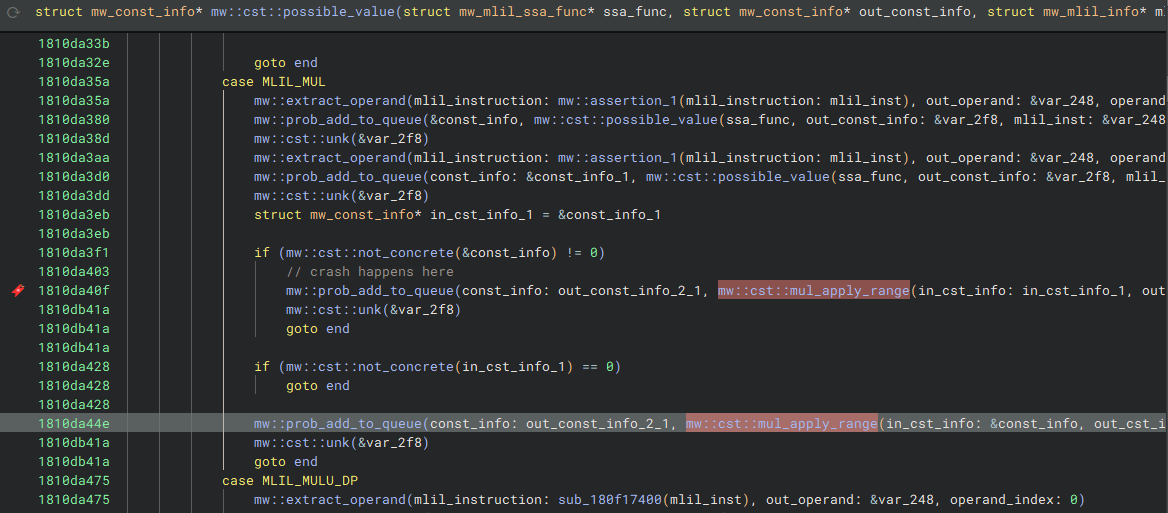 struct mw_const_info* mw::cst::possible_value(struct mw_mlil_ssa_func* ssa_func, struct mw_const_info* out_const_info, struct mw_mlil_info* ml
1810da33b
1810da32e goto end
1810da35a case MLIL_MUL
1810da35a mw::extract_operand(mlil_instruction: mw::assertion_1(mlil_instruction: mlil_inst), out_operand: &var_248, operand
1810da380 mw::prob_add_to_queue(&const_info, mw::cst::possible_value(ssa_func, out_const_info: &var_2f8, mlil_inst: &var_248
1810da38d mw::cst::unk(&var_2f8)
1810da3aa mw::extract_operand(mlil_instruction: mw::assertion_1(mlil_instruction: mlil_inst), out_operand: &var_248, operand
1810da3d0 mw::prob_add_to_queue(const_info: &const_info_1, mw::cst::possible_value(ssa_func, out_const_info: &var_2f8, mlil_
1810da3dd mw::cst::unk(&var_2f8)
1810da3eb struct mw_const_info* in_cst_info_1 = &const_info_1
1810da3eb
1810da3f1 if (mw::cst::not_concrete(&const_info) != 0)
1810da403 // crash happens here
1810da40f mw::prob_add_to_queue(const_info: out_const_info_2_1, mw::cst::mul_apply_range(in_cst_info: in_cst_info_1, out
1810db41a mw::cst::unk(&var_2f8)
1810db41a goto end
1810db41a
1810da428 if (mw::cst::not_concrete(in_cst_info_1) == 0)
1810da428 goto end
1810da428
1810da44e mw::prob_add_to_queue(const_info: out_const_info_2_1, mw::cst::mul_apply_range(in_cst_info: &const_info, out_cst_i
1810db41a mw::cst::unk(&var_2f8)
1810db41a goto end
1810da475 case MLIL_MULU_DP
1810da475 mw::extract_operand(mlil_instruction: sub_180f17400(mlil_inst), out_operand: &var_248, operand_index: 0)